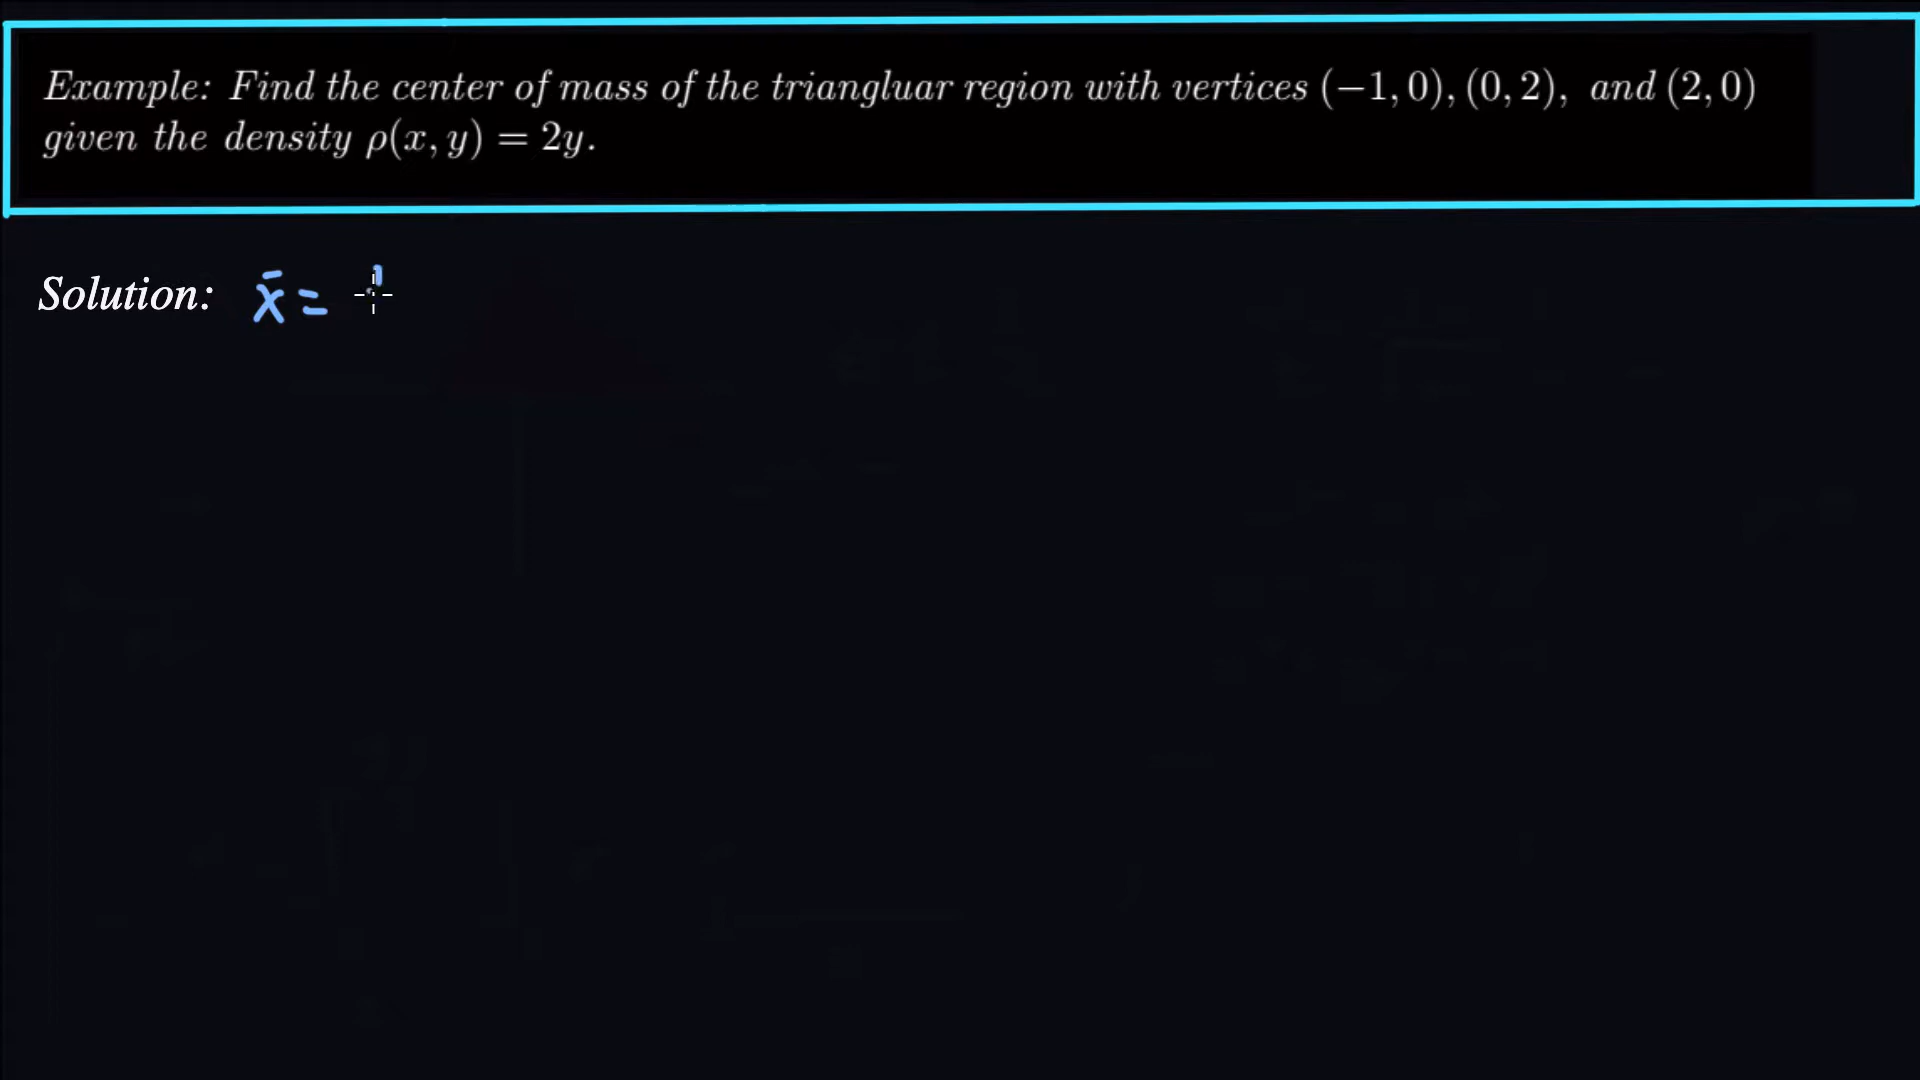 Example: Find the center of mass of the triangluar region with vertices (−1, 0), (0, 2), and (2, 0)
given the density ρ(x, y) = 2y.
Solution: x̄ =